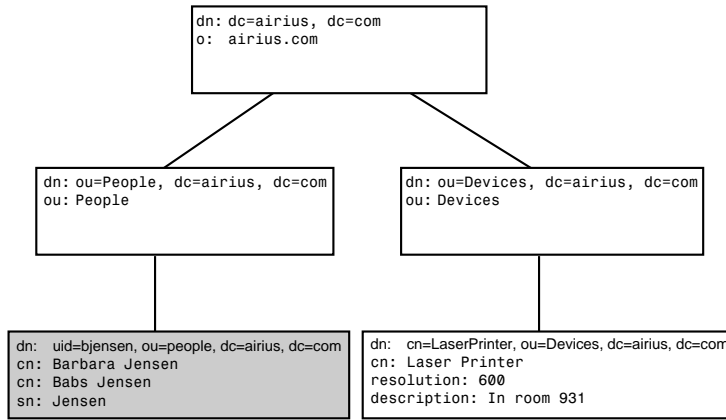 dn: dc=airius, dc=com
o: airius.com
dn: ou=People, dc=airius, dc=com
ou: People
dn: ou=Devices, dc=airius, dc=com
ou: Devices
dn: uid=bjensen, ou=people, dc=airius, dc=com
cn: Barbara Jensen
cn: Babs Jensen
sn: Jensen
dn: cn=LaserPrinter, ou=Devices, dc=airius, dc=com
cn: Laser Printer
resolution: 600
description: In room 931